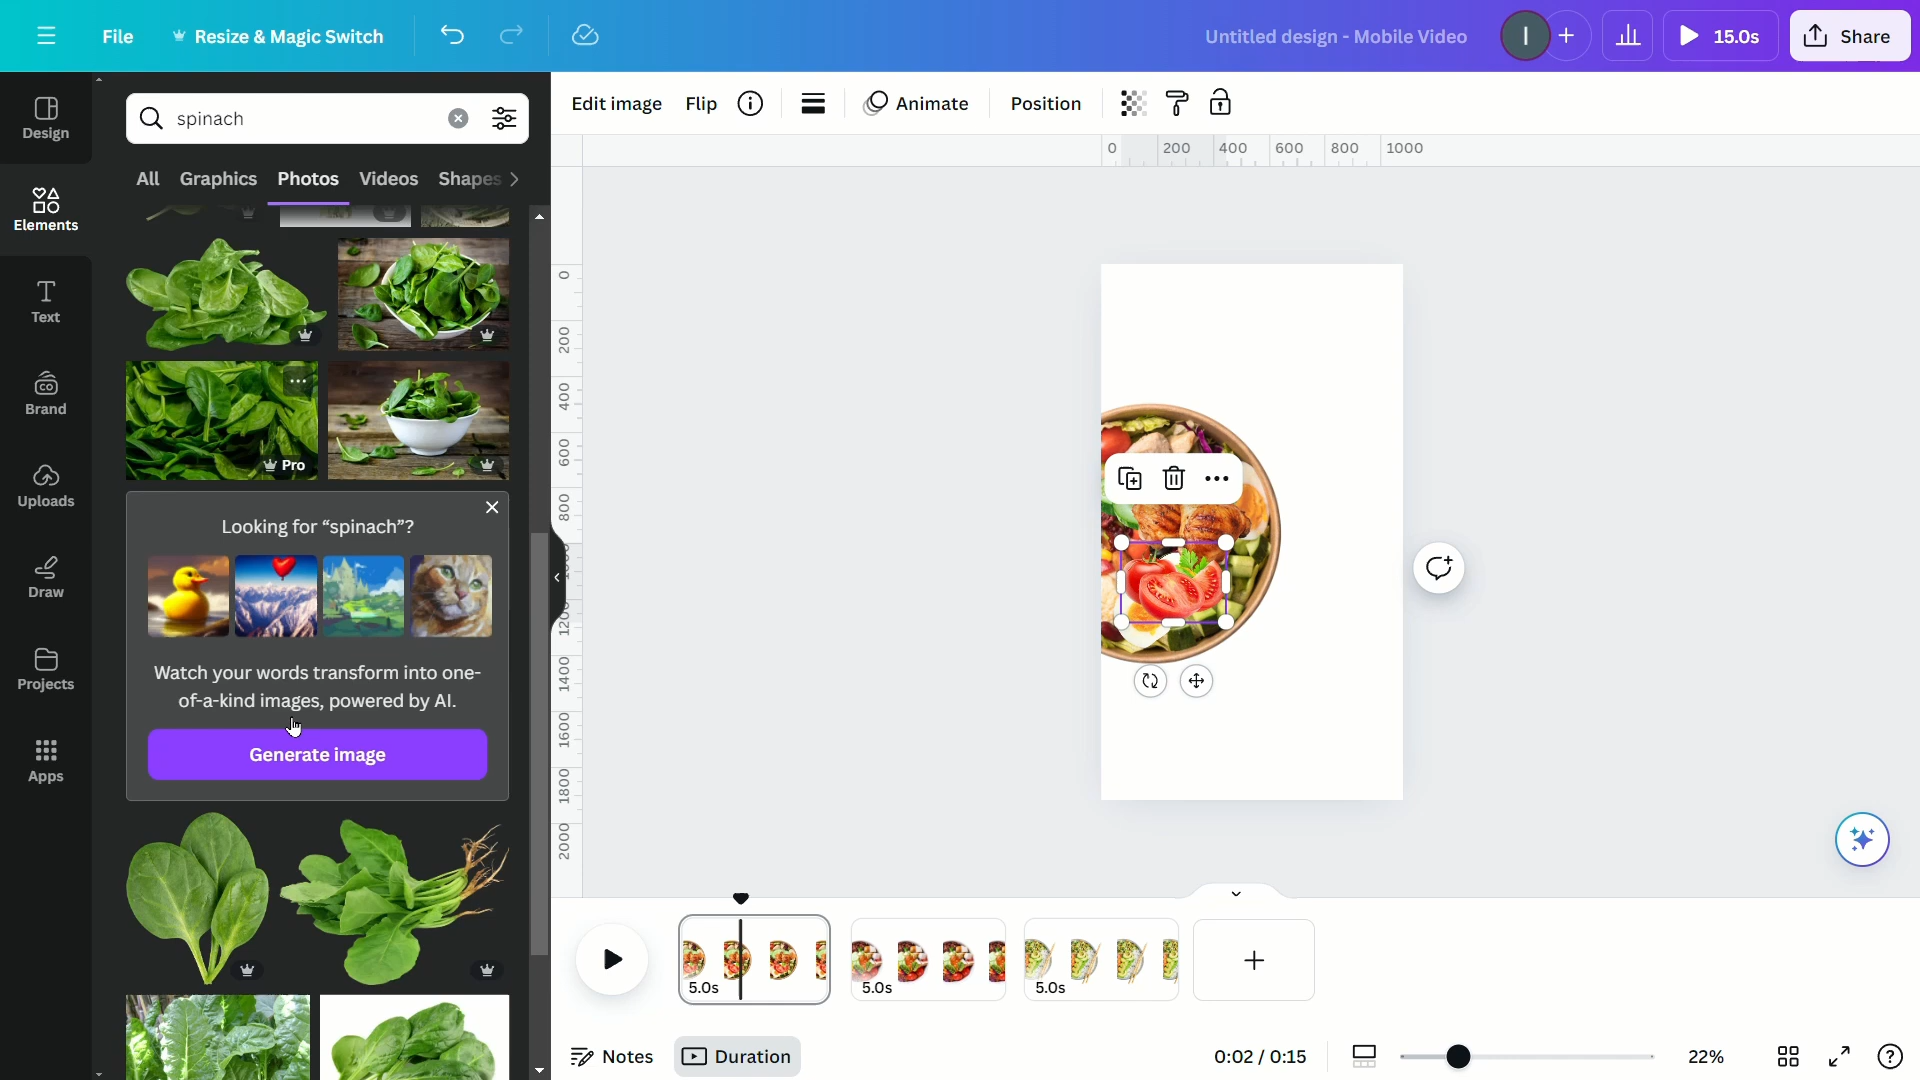 File
Resize & Magic Switch
Untitled design - Mobile Video
I
15.0s
Share
Design
Elements
Text
Brand
Uploads
Draw
Projects
Apps
spinach
All
Graphics
Photos
Videos
Shapes
Pro
Looking for “spinach”?
Watch your words transform into one-
of-a-kind images, powered by AI.
Generate image
Edit image
Flip
Animate
Position
0 200 400 600 800 1000
0
200
400
600
800
1000
1200
1400
1600
1800
2000
5.0s
5.0s
5.0s
Notes
Duration
0:02 / 0:15
22%